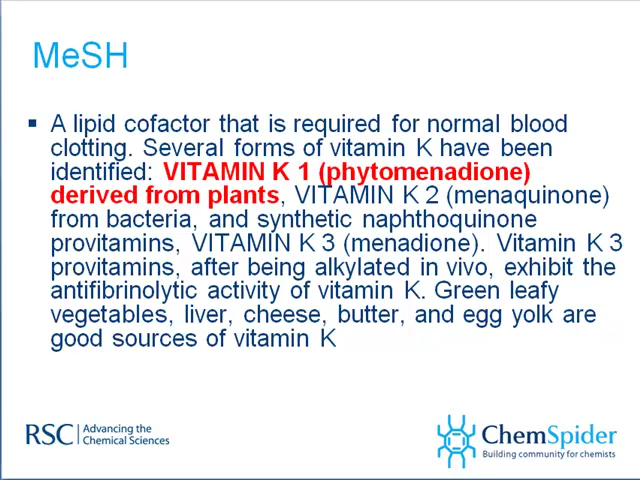 MeSH
▪ A lipid cofactor that is required for normal blood
clotting. Several forms of vitamin K have been
identified: VITAMIN K 1 (phytomenadione)
derived from plants, VITAMIN K 2 (menaquinone)
from bacteria, and synthetic naphthoquinone
provitamins, VITAMIN K 3 (menadione). Vitamin K 3
provitamins, after being alkylated in vivo, exhibit the
antifibrinolytic activity of vitamin K. Green leafy
vegetables, liver, cheese, butter, and egg yolk are
good sources of vitamin K
RSC | Advancing the
Chemical Sciences
ChemSpider
Building community for chemists